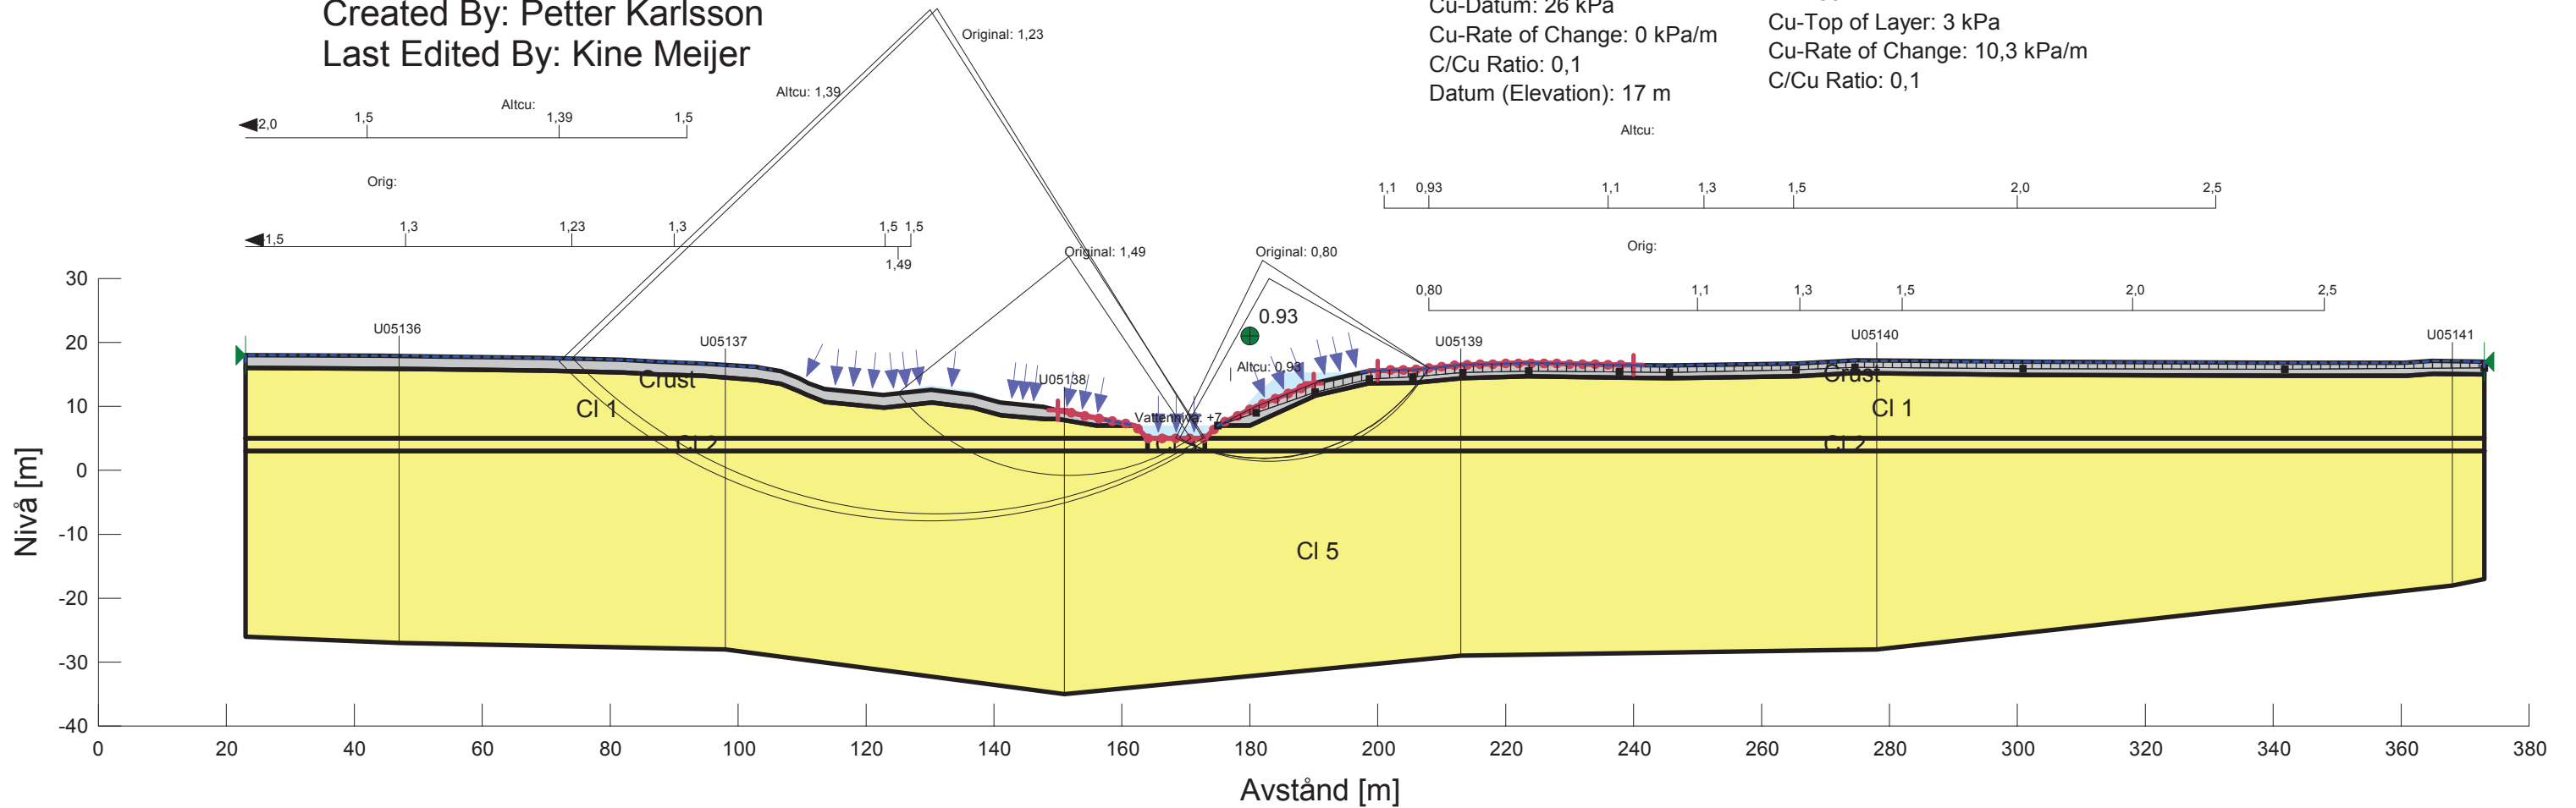 Created By: Petter Karlsson
Last Edited By: Kine Meijer
Cu-Datum: 26 kPa
Cu-Rate of Change: 0 kPa/m
C/Cu Ratio: 0,1
Datum (Elevation): 17 m
Cu-Top of Layer: 3 kPa
Cu-Rate of Change: 10,3 kPa/m
C/Cu Ratio: 0,1
Original: 1,23
Altcu: 1,39
Altcu:
2,0 1,5 1,39 1,5
Orig:
1,5 1,3 1,23 1,3 1,5 1,5
1,49
Altcu:
1,1 0,93 1,1 1,3 1,5 2,0 2,5
Orig:
0,80 1,1 1,3 1,5 2,0 2,5
Original: 1,49
Original: 0,80
0.93
Altcu: 0,93
U05136
U05137
U05138
U05139
U05140
U05141
Vattennivå: +7
Crust
Cl 1
Cl 2
Crust
Cl 1
Cl 2
Cl 5
Nivå [m]
30
20
10
0
-10
-20
-30
-40
0 20 40 60 80 100 120 140 160 180 200 220 240 260 280 300 320 340 360 380
Avstånd [m]